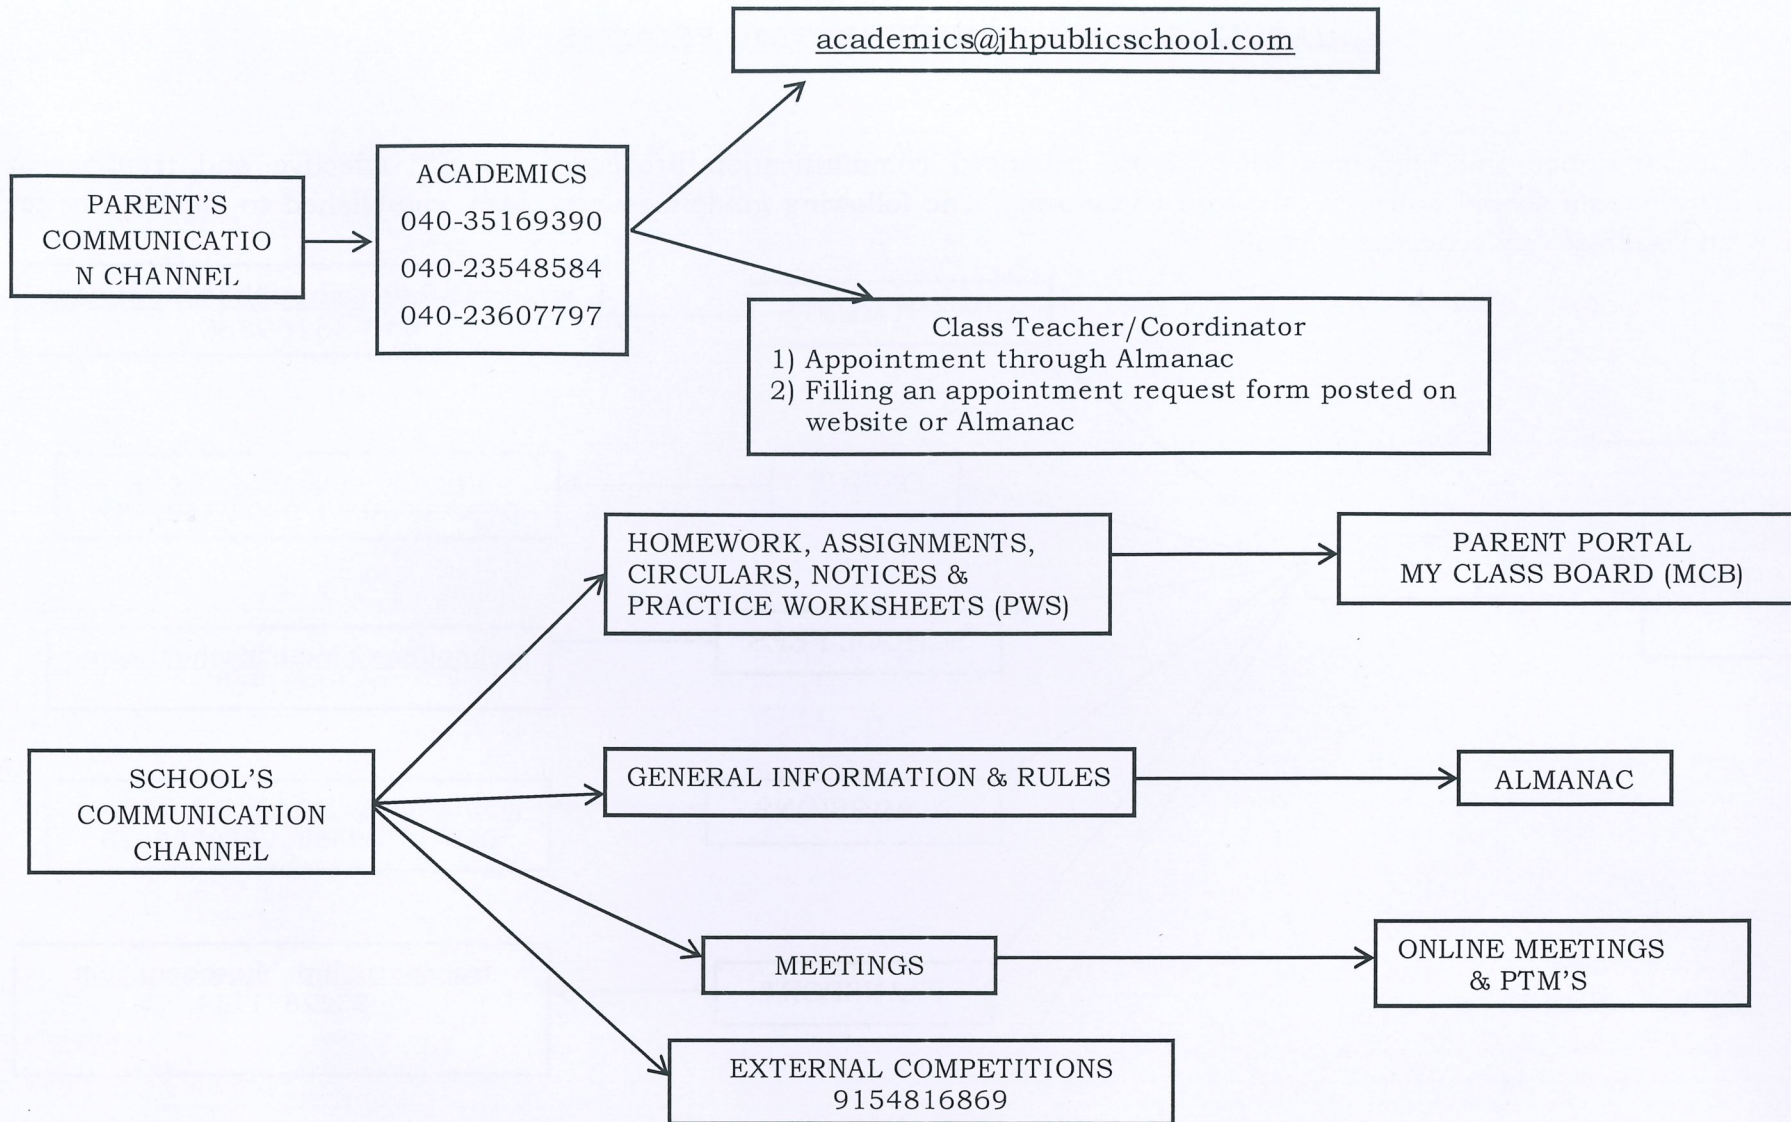 academics@jhpublicschool.com
PARENT'S
COMMUNICATIO
N CHANNEL
ACADEMICS
040-35169390
040-23548584
040-23607797
Class Teacher/Coordinator
1) Appointment through Almanac
2) Filling an appointment request form posted on
website or Almanac
HOMEWORK, ASSIGNMENTS,
CIRCULARS, NOTICES &
PRACTICE WORKSHEETS (PWS)
PARENT PORTAL
MY CLASS BOARD (MCB)
SCHOOL'S
COMMUNICATION
CHANNEL
GENERAL INFORMATION & RULES
ALMANAC
MEETINGS
ONLINE MEETINGS
& PTM'S
EXTERNAL COMPETITIONS
9154816869